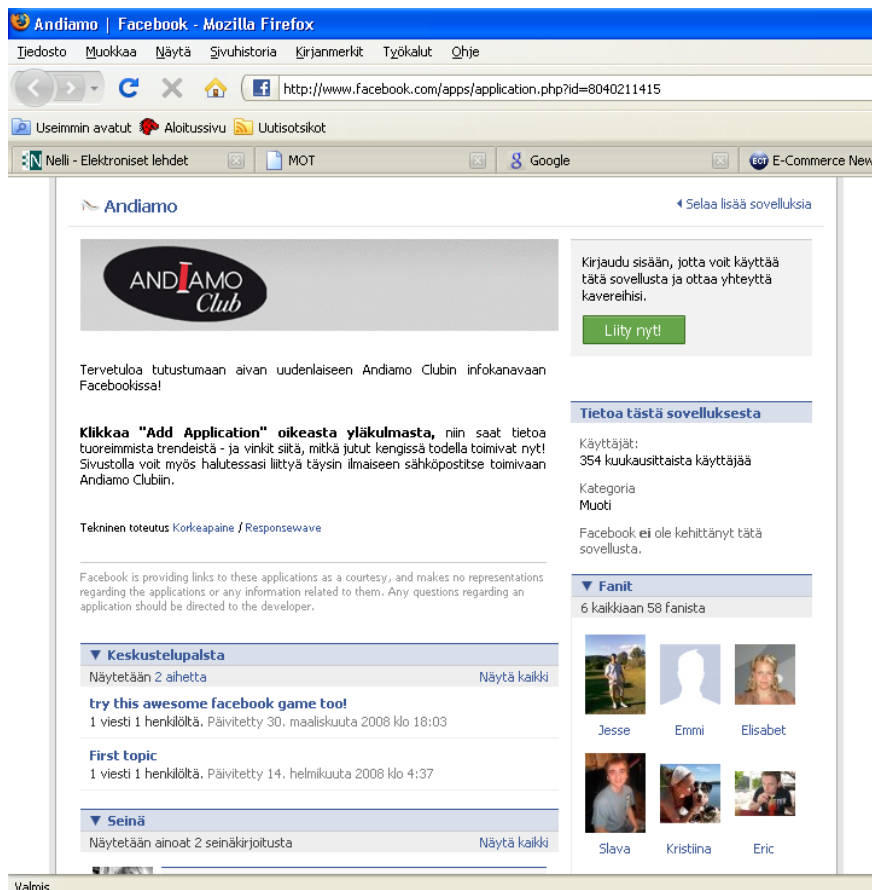 Andiamo | Facebook - Mozilla Firefox
Tiedosto Muokkaa Näytä Sivuhistoria Kirjanmerkit Työkalut Ohje
http://www.facebook.com/apps/application.php?id=8040211415
Useimmin avatut Aloitussivu Uutisotsikot
Nelli - Elektroniset lehdet MOT Google E-Commerce New
Andiamo
Selaa lisää sovelluksia
ANDIAMO
Club
Tervetuloa tutustumaan aivan uudenlaiseen Andiamo Clubin infokanavaan
Facebookissa!
Klikkaa "Add Application" oikeasta yläkulmasta, niin saat tietoa
tuoreimmista trendeistä - ja vinkit siitä, mitkä jutut kengissä todella toimivat nyt!
Sivustolla voit myös halutessasi liittyä täysin ilmaiseen sähköpostitse toimivaan
Andiamo Clubiin.
Tekninen toteutus Korkeapaine / Responsewave
Facebook is providing links to these applications as a courtesy, and makes no representations
regarding the applications or any information related to them. Any questions regarding an
application should be directed to the developer.
Keskustelupalsta
Näytetään 2 aihetta Näytä kaikki
try this awesome facebook game too!
1 viesti 1 henkilöltä. Päivitetty 30. maaliskuuta 2008 klo 18:03
First topic
1 viesti 1 henkilöltä. Päivitetty 14. helmikuuta 2008 klo 4:37
Seinä
Näytetään ainoat 2 seinäkirjoitusta Näytä kaikki
Kirjaudu sisään, jotta voit käyttää
tätä sovellusta ja ottaa yhteyttä
kavereihisi.
Liity nyt!
Tietoa tästä sovelluksesta
Käyttäjät:
354 kuukausittaista käyttäjää
Kategoria
Muoti
Facebook ei ole kehittänyt tätä
sovellusta.
Fanit
6 kaikkiaan 58 fanista
Jesse Emmi Elisabet
Slava Kristiina Eric
Valmis